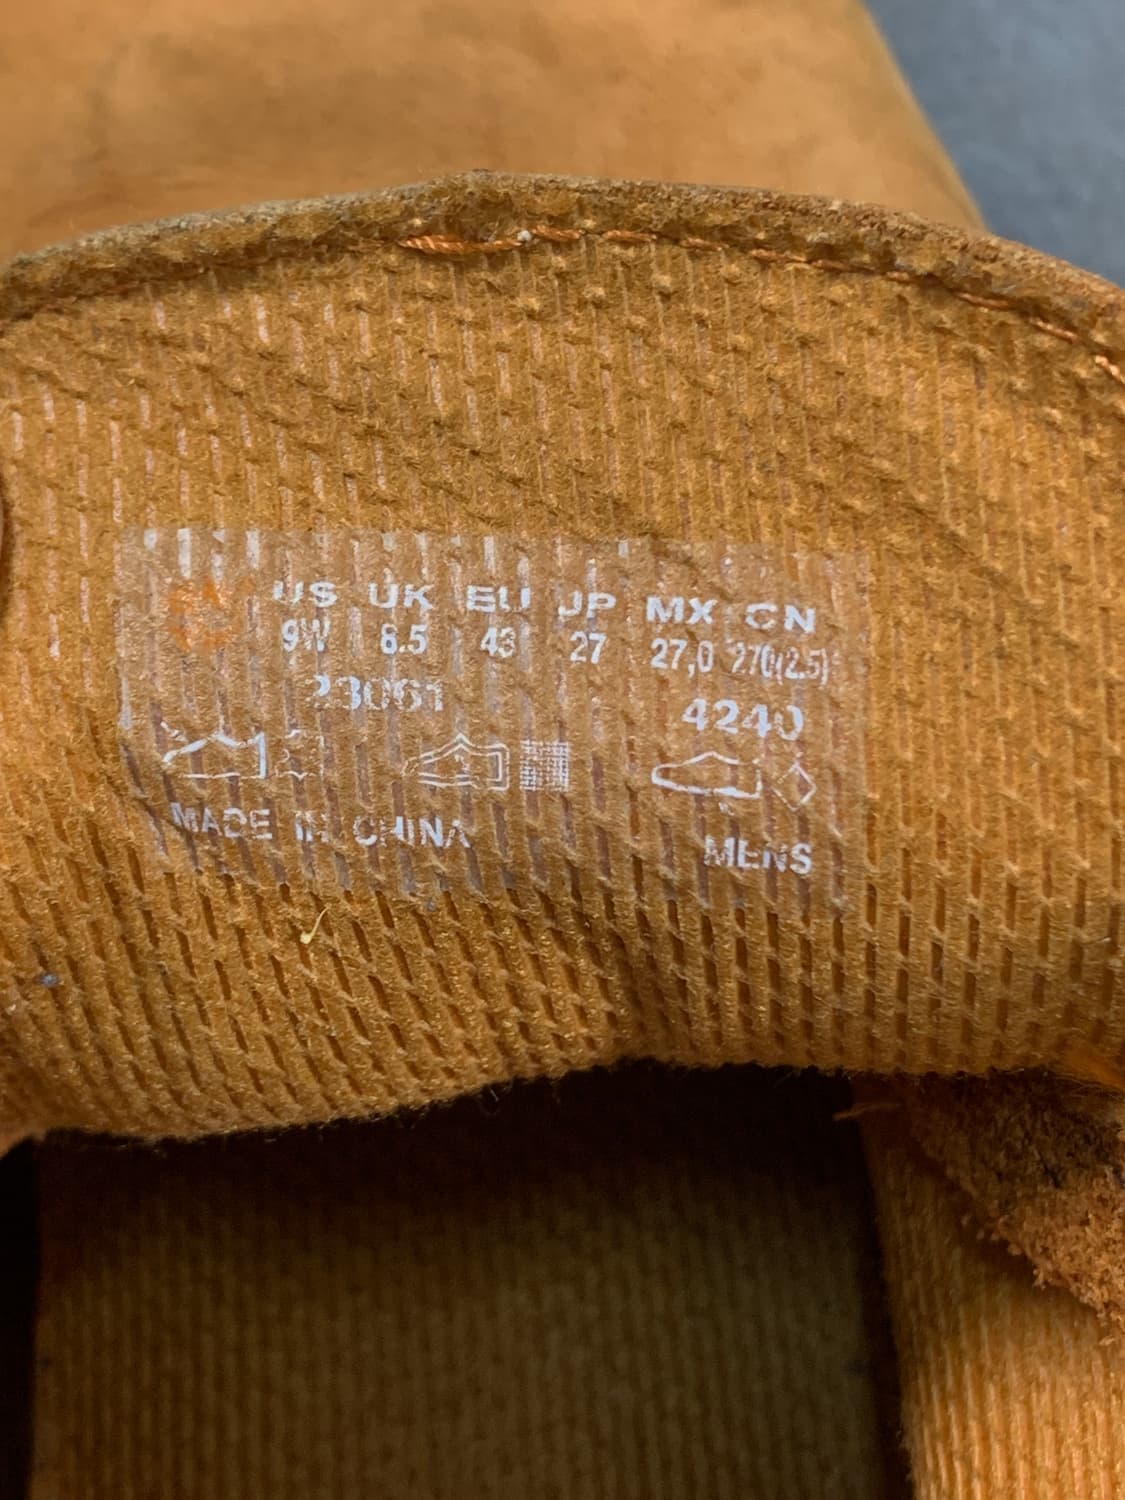 US UK EU JP MX CN
9W 8.5 43 27 27,0 270(2.5)
23061 4240
MADE IN CHINA MENS